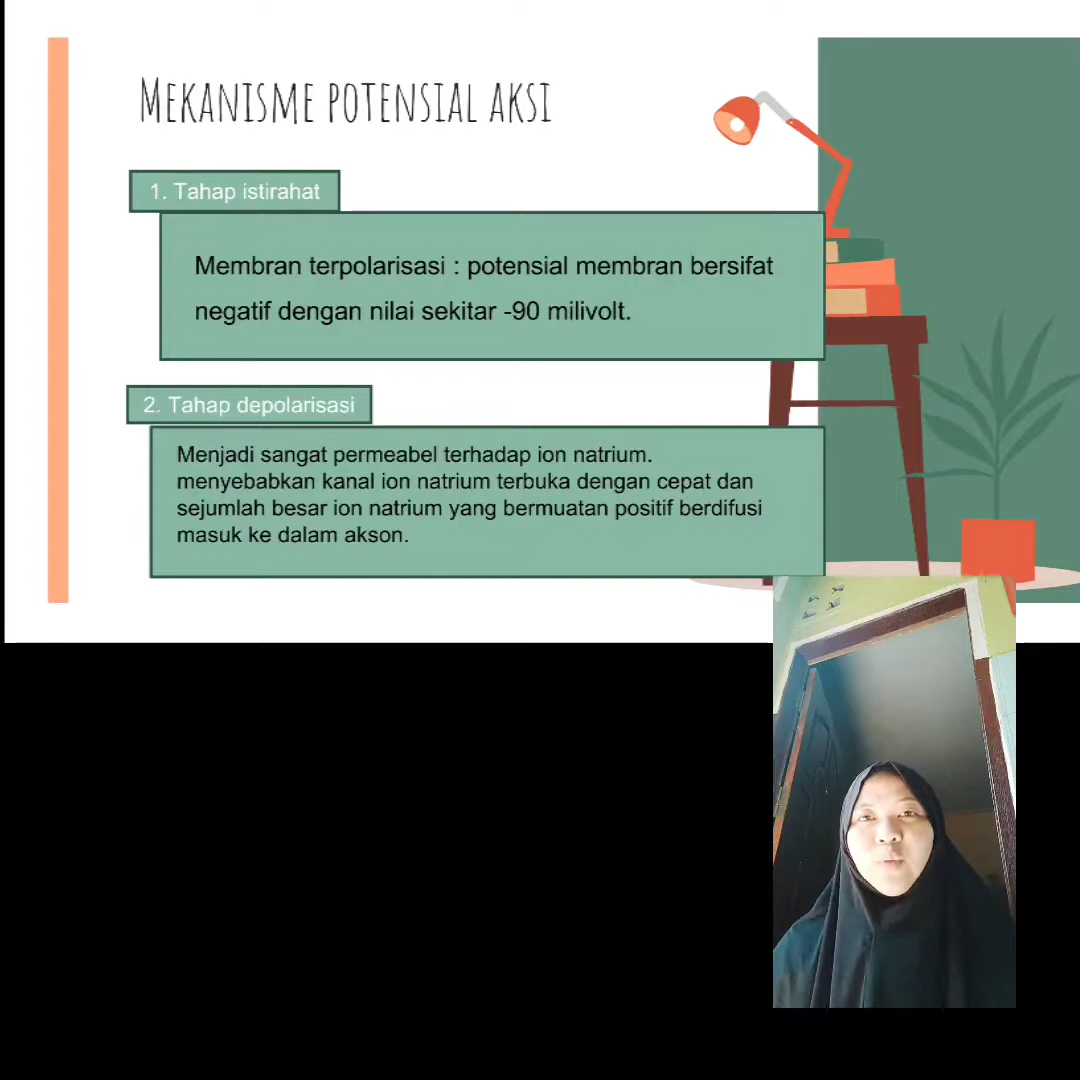 MEKANISME POTENSIAL AKSI
1. Tahap istirahat
Membran terpolarisasi : potensial membran bersifat
negatif dengan nilai sekitar -90 milivolt.
2. Tahap depolarisasi
Menjadi sangat permeabel terhadap ion natrium.
menyebabkan kanal ion natrium terbuka dengan cepat dan
sejumlah besar ion natrium yang bermuatan positif berdifusi
masuk ke dalam akson.